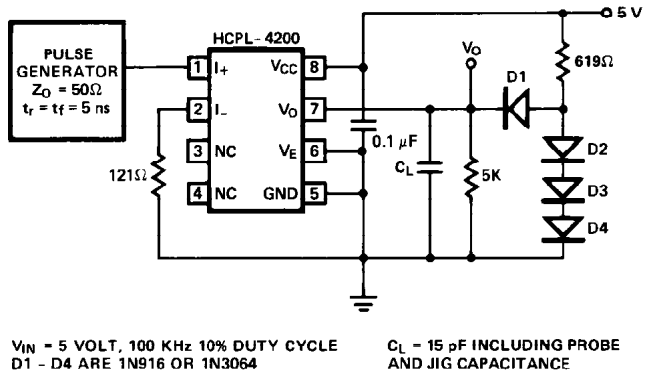 HCPL-4200
5 V
PULSE
GENERATOR
Z_O = 50Ω
t_r = t_f = 5 ns
1 I+
2 I_
3 NC
4 NC
V_CC 8
V_O 7
V_E 6
GND 5
121Ω
0.1 μF
C_L
V_O
5K
D1
619Ω
D2
D3
D4
V_IN = 5 VOLT, 100 KHz 10% DUTY CYCLE
D1 – D4 ARE 1N916 OR 1N3064
C_L = 15 pF INCLUDING PROBE
AND JIG CAPACITANCE